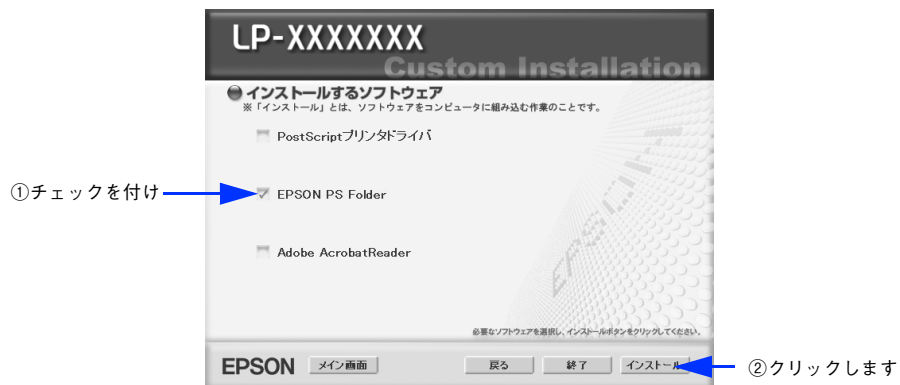 LP-XXXXXXX
Custom Installation
インストールするソフトウェア
※「インストール」とは、ソフトウェアをコンピュータに組み込む作業のことです。
PostScriptプリンタドライバ
①チェックを付け
EPSON PS Folder
Adobe AcrobatReader
EPSON
必要なソフトウェアを選択し、インストールボタンをクリックしてください。
EPSON
メイン画面
戻る
終了
インストール
②クリックします